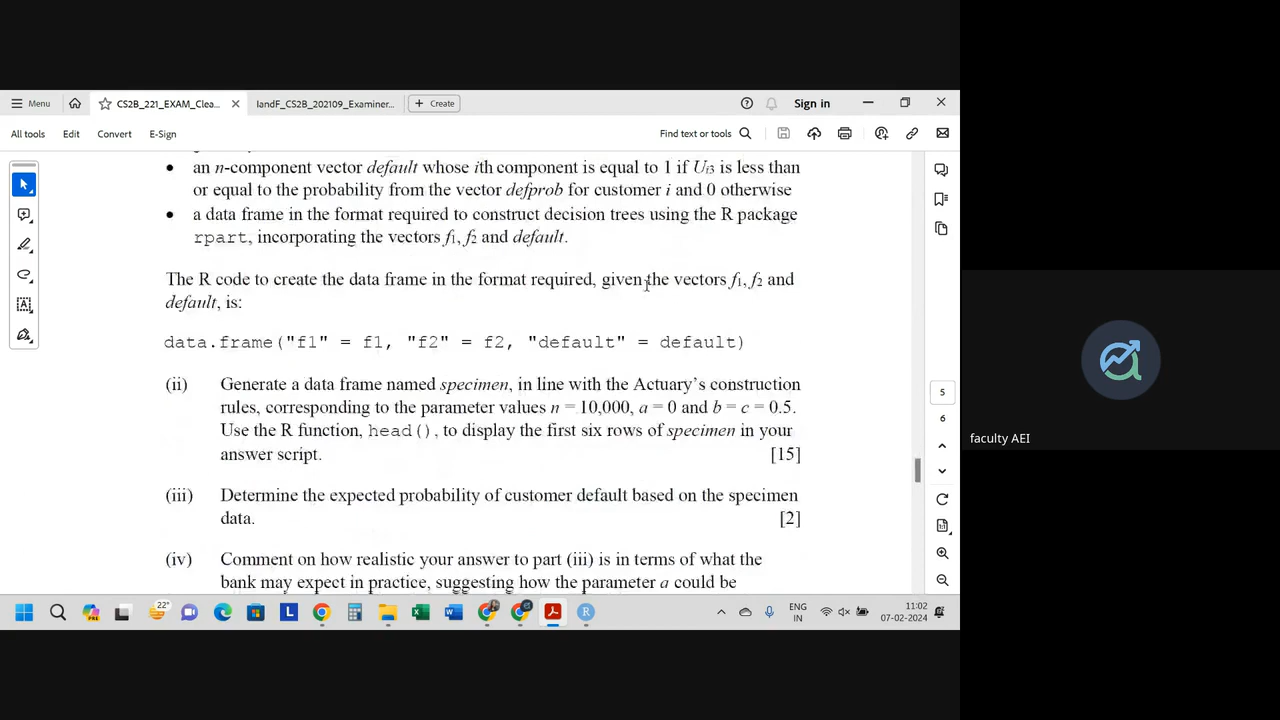 Menu
CS2B_221_EXAM_Clea...
IandF_CS2B_202109_Examiner...
Create
Sign in
All tools
Edit
Convert
E-Sign
Find text or tools
an n-component vector default whose ith component is equal to 1 if Ui3 is less than
or equal to the probability from the vector defprob for customer i and 0 otherwise
a data frame in the format required to construct decision trees using the R package
rpart, incorporating the vectors f1, f2 and default.
The R code to create the data frame in the format required, given the vectors f1, f2 and
default, is:
data.frame("f1" = f1, "f2" = f2, "default" = default)
(ii) Generate a data frame named specimen, in line with the Actuary's construction
rules, corresponding to the parameter values n = 10,000, a = 0 and b = c = 0.5.
Use the R function, head(), to display the first six rows of specimen in your
answer script. [15]
(iii) Determine the expected probability of customer default based on the specimen
data. [2]
(iv) Comment on how realistic your answer to part (iii) is in terms of what the
bank may expect in practice, suggesting how the parameter a could be
5
6
faculty AEI
22°
ENG
IN
11:02
07-02-2024